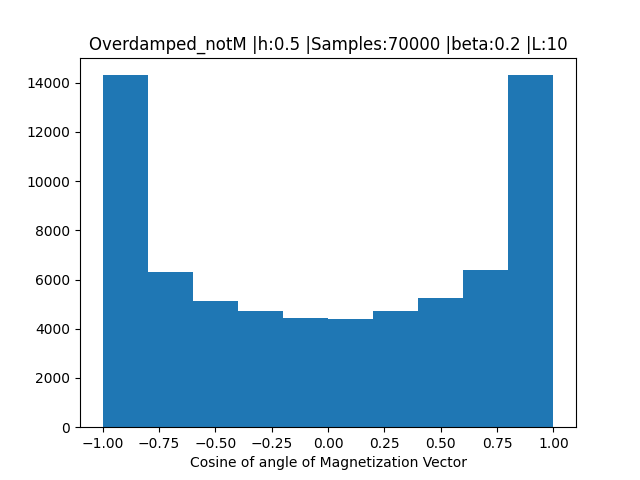 Overdamped_notM |h:0.5 |Samples:70000 |beta:0.2 |L:10
14000
12000
10000
8000
6000
4000
2000
0
−1.00 −0.75 −0.50 −0.25 0.00 0.25 0.50 0.75 1.00
Cosine of angle of Magnetization Vector